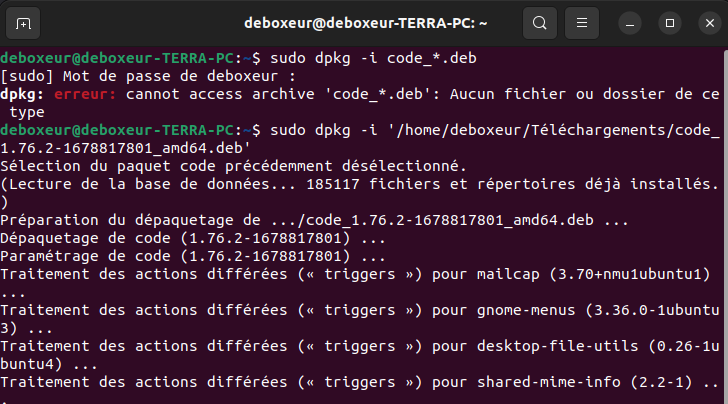 deboxeur@deboxeur-TERRA-PC: ~
deboxeur@deboxeur-TERRA-PC:~$ sudo dpkg -i code_*.deb
[sudo] Mot de passe de deboxeur :
dpkg: erreur: cannot access archive 'code_*.deb': Aucun fichier ou dossier de ce
 type
deboxeur@deboxeur-TERRA-PC:~$ sudo dpkg -i '/home/deboxeur/Téléchargements/code_
1.76.2-1678817801_amd64.deb'
Sélection du paquet code précédemment désélectionné.
(Lecture de la base de données... 185117 fichiers et répertoires déjà installés.
)
Préparation du dépaquetage de .../code_1.76.2-1678817801_amd64.deb ...
Dépaquetage de code (1.76.2-1678817801) ...
Paramétrage de code (1.76.2-1678817801) ...
Traitement des actions différées (« triggers ») pour mailcap (3.70+nmu1ubuntu1)
...
Traitement des actions différées (« triggers ») pour gnome-menus (3.36.0-1ubuntu
3) ...
Traitement des actions différées (« triggers ») pour desktop-file-utils (0.26-1u
buntu4) ...
Traitement des actions différées (« triggers ») pour shared-mime-info (2.2-1) ..
.